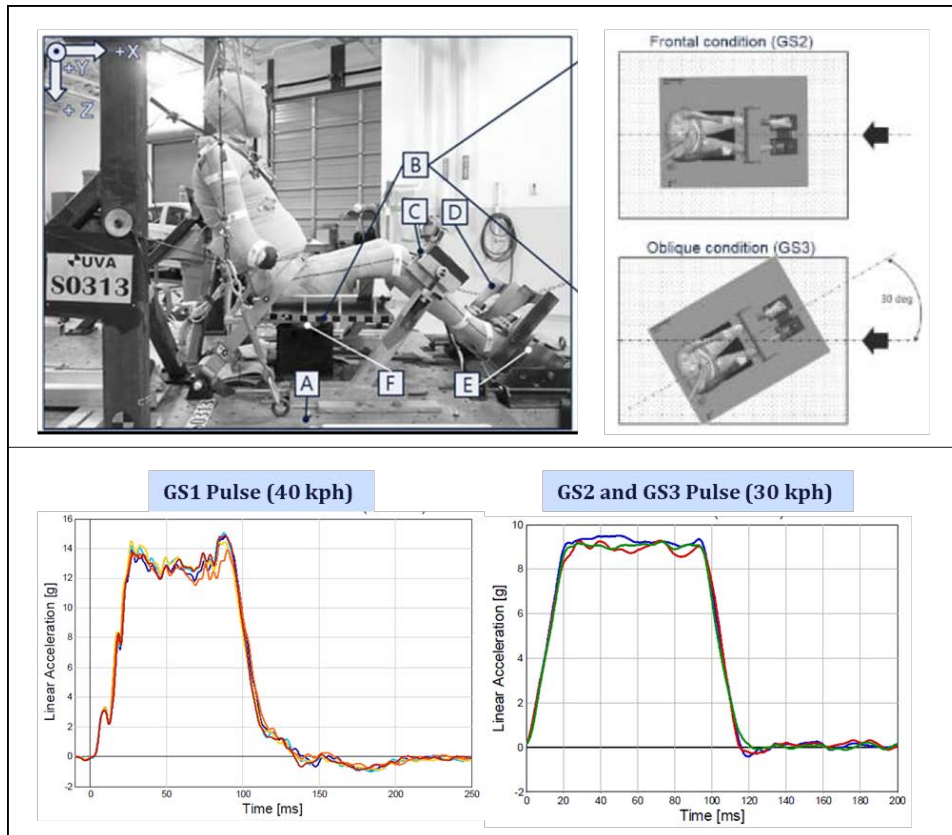 +X
+Y
+ Z
B
C
D
UVA
S0313
F
E
A
Frontal condition (GS2)
Oblique condition (GS3)
30 deg
GS1 Pulse (40 kph)
Linear Acceleration [g]
16
14
12
10
8
6
4
2
0
-2
0
50
100
150
200
250
Time [ms]
GS2 and GS3 Pulse (30 kph)
Linear Acceleration [g]
10
8
6
4
2
0
-2
0
20
40
60
80
100
120
140
160
180
200
Time [ms]